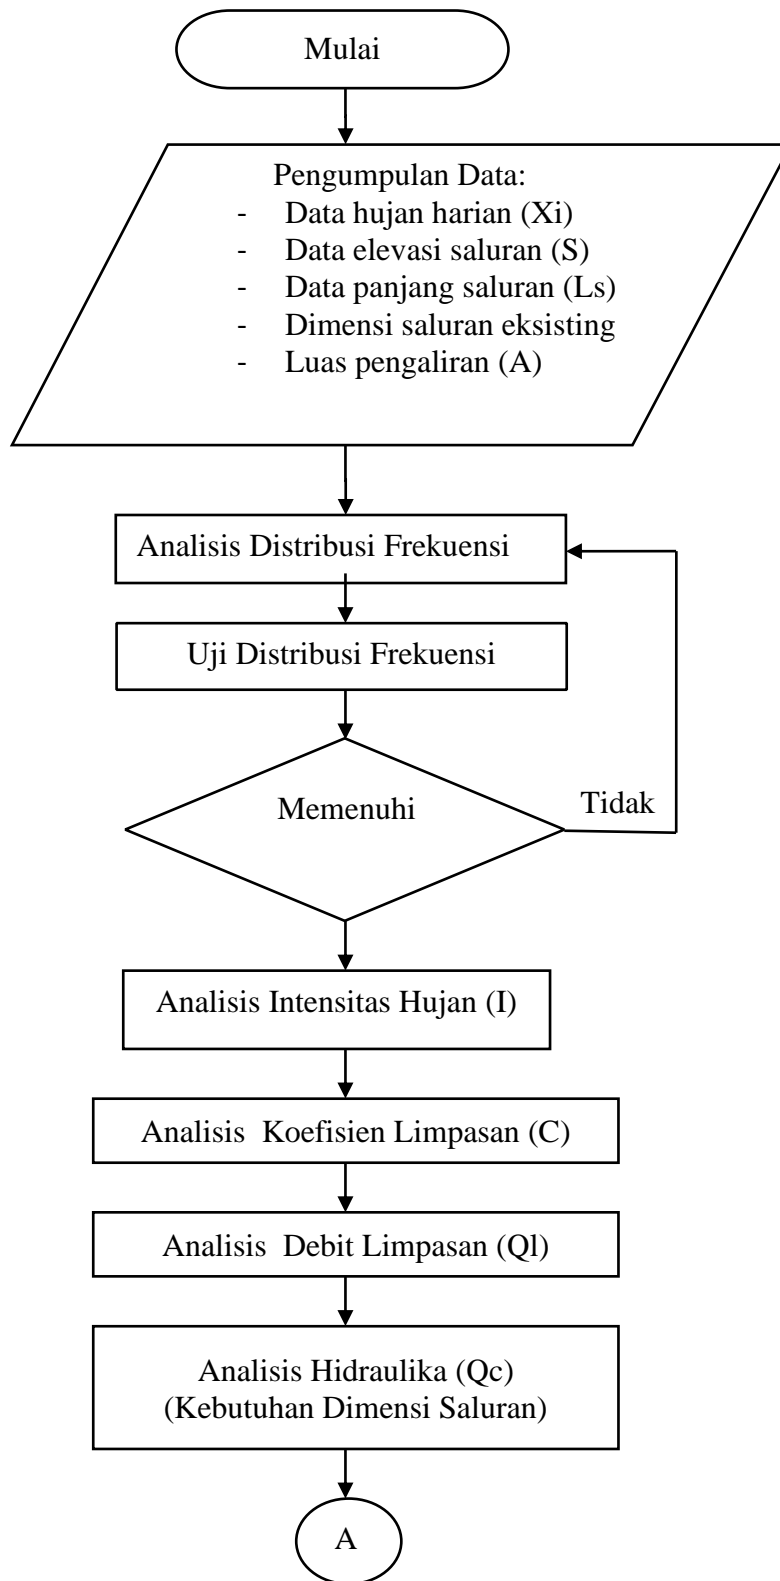 Mulai
Pengumpulan Data:
- Data hujan harian (Xi)
- Data elevasi saluran (S)
- Data panjang saluran (Ls)
- Dimensi saluran eksisting
- Luas pengaliran (A)
Analisis Distribusi Frekuensi
Uji Distribusi Frekuensi
Memenuhi
Tidak
Analisis Intensitas Hujan (I)
Analisis  Koefisien Limpasan (C)
Analisis  Debit Limpasan (Ql)
Analisis Hidraulika (Qc)
(Kebutuhan Dimensi Saluran)
A